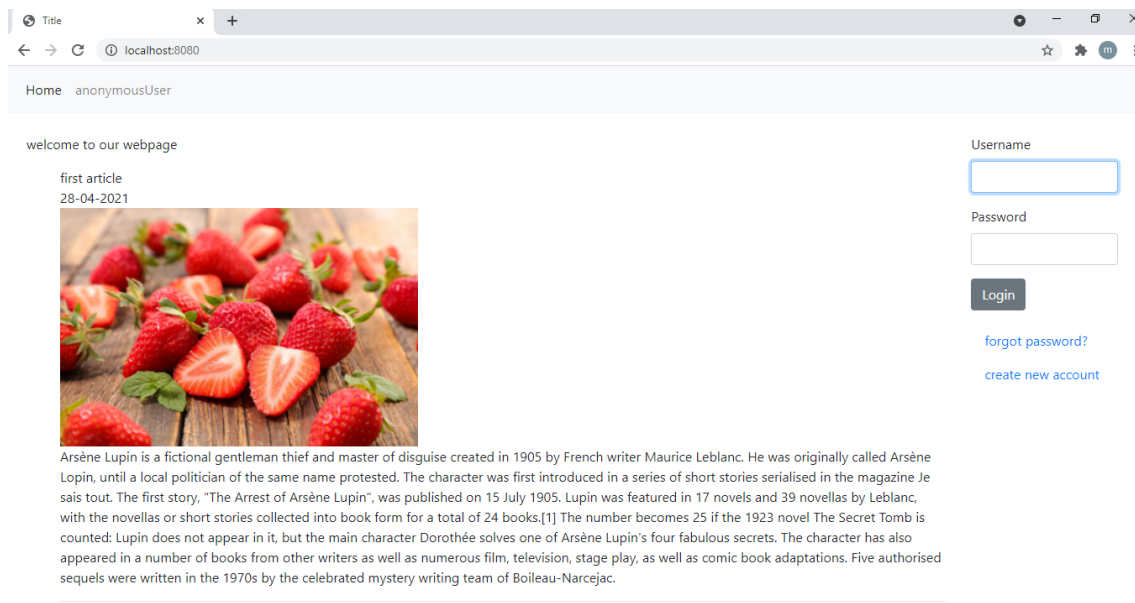 Title
localhost:8080
m
Home anonymousUser
welcome to our webpage
first article
28-04-2021
Arsène Lupin is a fictional gentleman thief and master of disguise created in 1905 by French writer Maurice Leblanc. He was originally called Arsène
Lopin, until a local politician of the same name protested. The character was first introduced in a series of short stories serialised in the magazine Je
sais tout. The first story, "The Arrest of Arsène Lupin", was published on 15 July 1905. Lupin was featured in 17 novels and 39 novellas by Leblanc,
with the novellas or short stories collected into book form for a total of 24 books.[1] The number becomes 25 if the 1923 novel The Secret Tomb is
counted: Lupin does not appear in it, but the main character Dorothée solves one of Arsène Lupin's four fabulous secrets. The character has also
appeared in a number of books from other writers as well as numerous film, television, stage play, as well as comic book adaptations. Five authorised
sequels were written in the 1970s by the celebrated mystery writing team of Boileau-Narcejac.
Username
Password
Login
forgot password?
create new account